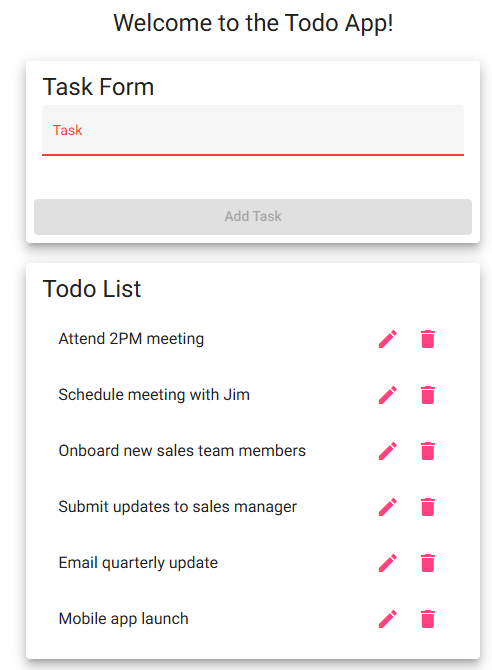 Welcome to the Todo App!
Task Form
Task
Add Task
Todo List
Attend 2PM meeting
Schedule meeting with Jim
Onboard new sales team members
Submit updates to sales manager
Email quarterly update
Mobile app launch